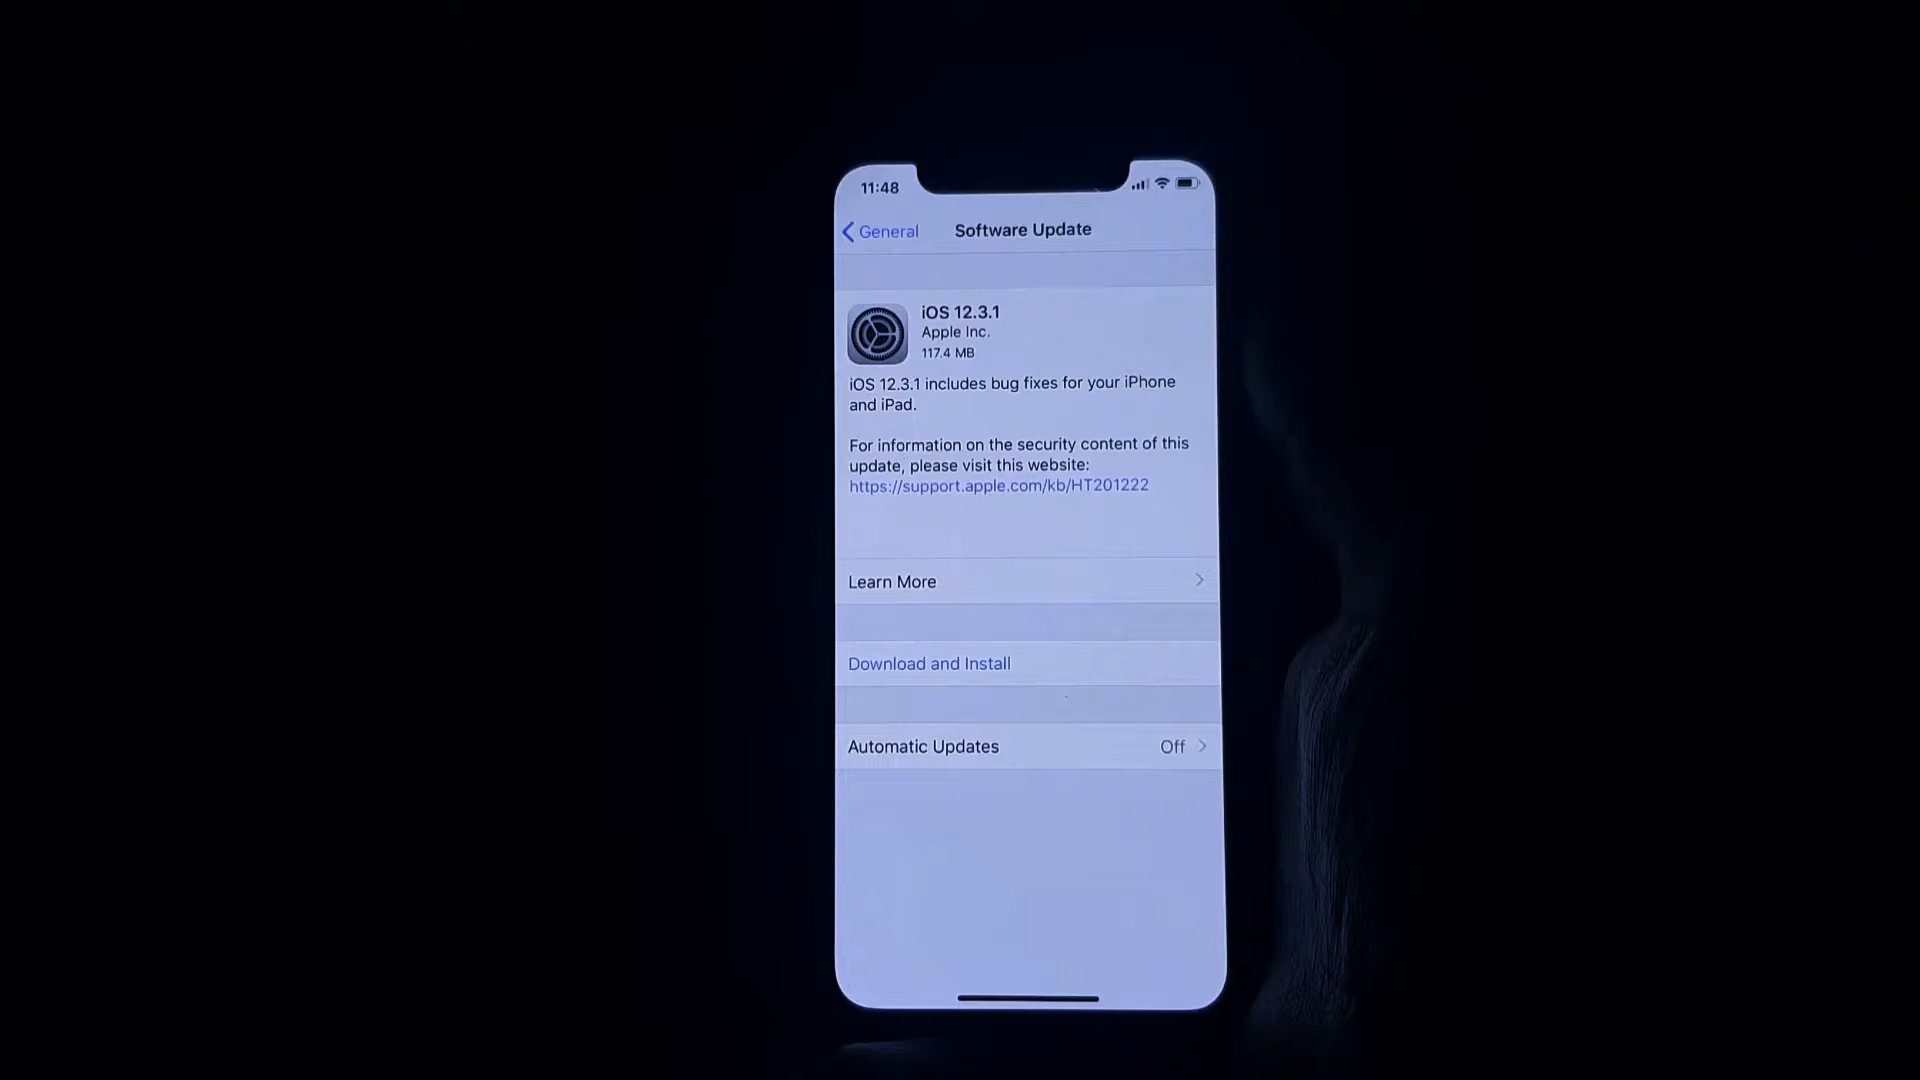 11:48
General
Software Update
iOS 12.3.1
Apple Inc.
117.4 MB
iOS 12.3.1 includes bug fixes for your iPhone
and iPad.
For information on the security content of this
update, please visit this website:
https://support.apple.com/kb/HT201222
Learn More
Download and Install
Automatic Updates Off